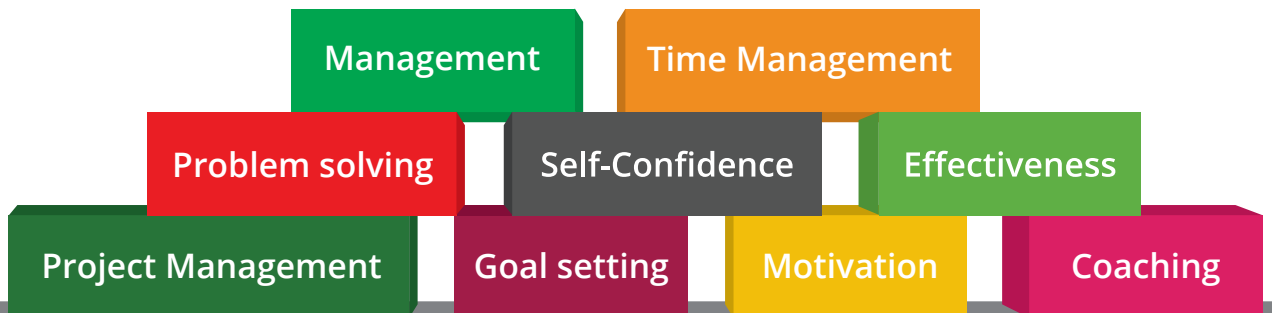 Management
Time Management
Problem solving
Self-Confidence
Effectiveness
Project Management
Goal setting
Motivation
Coaching